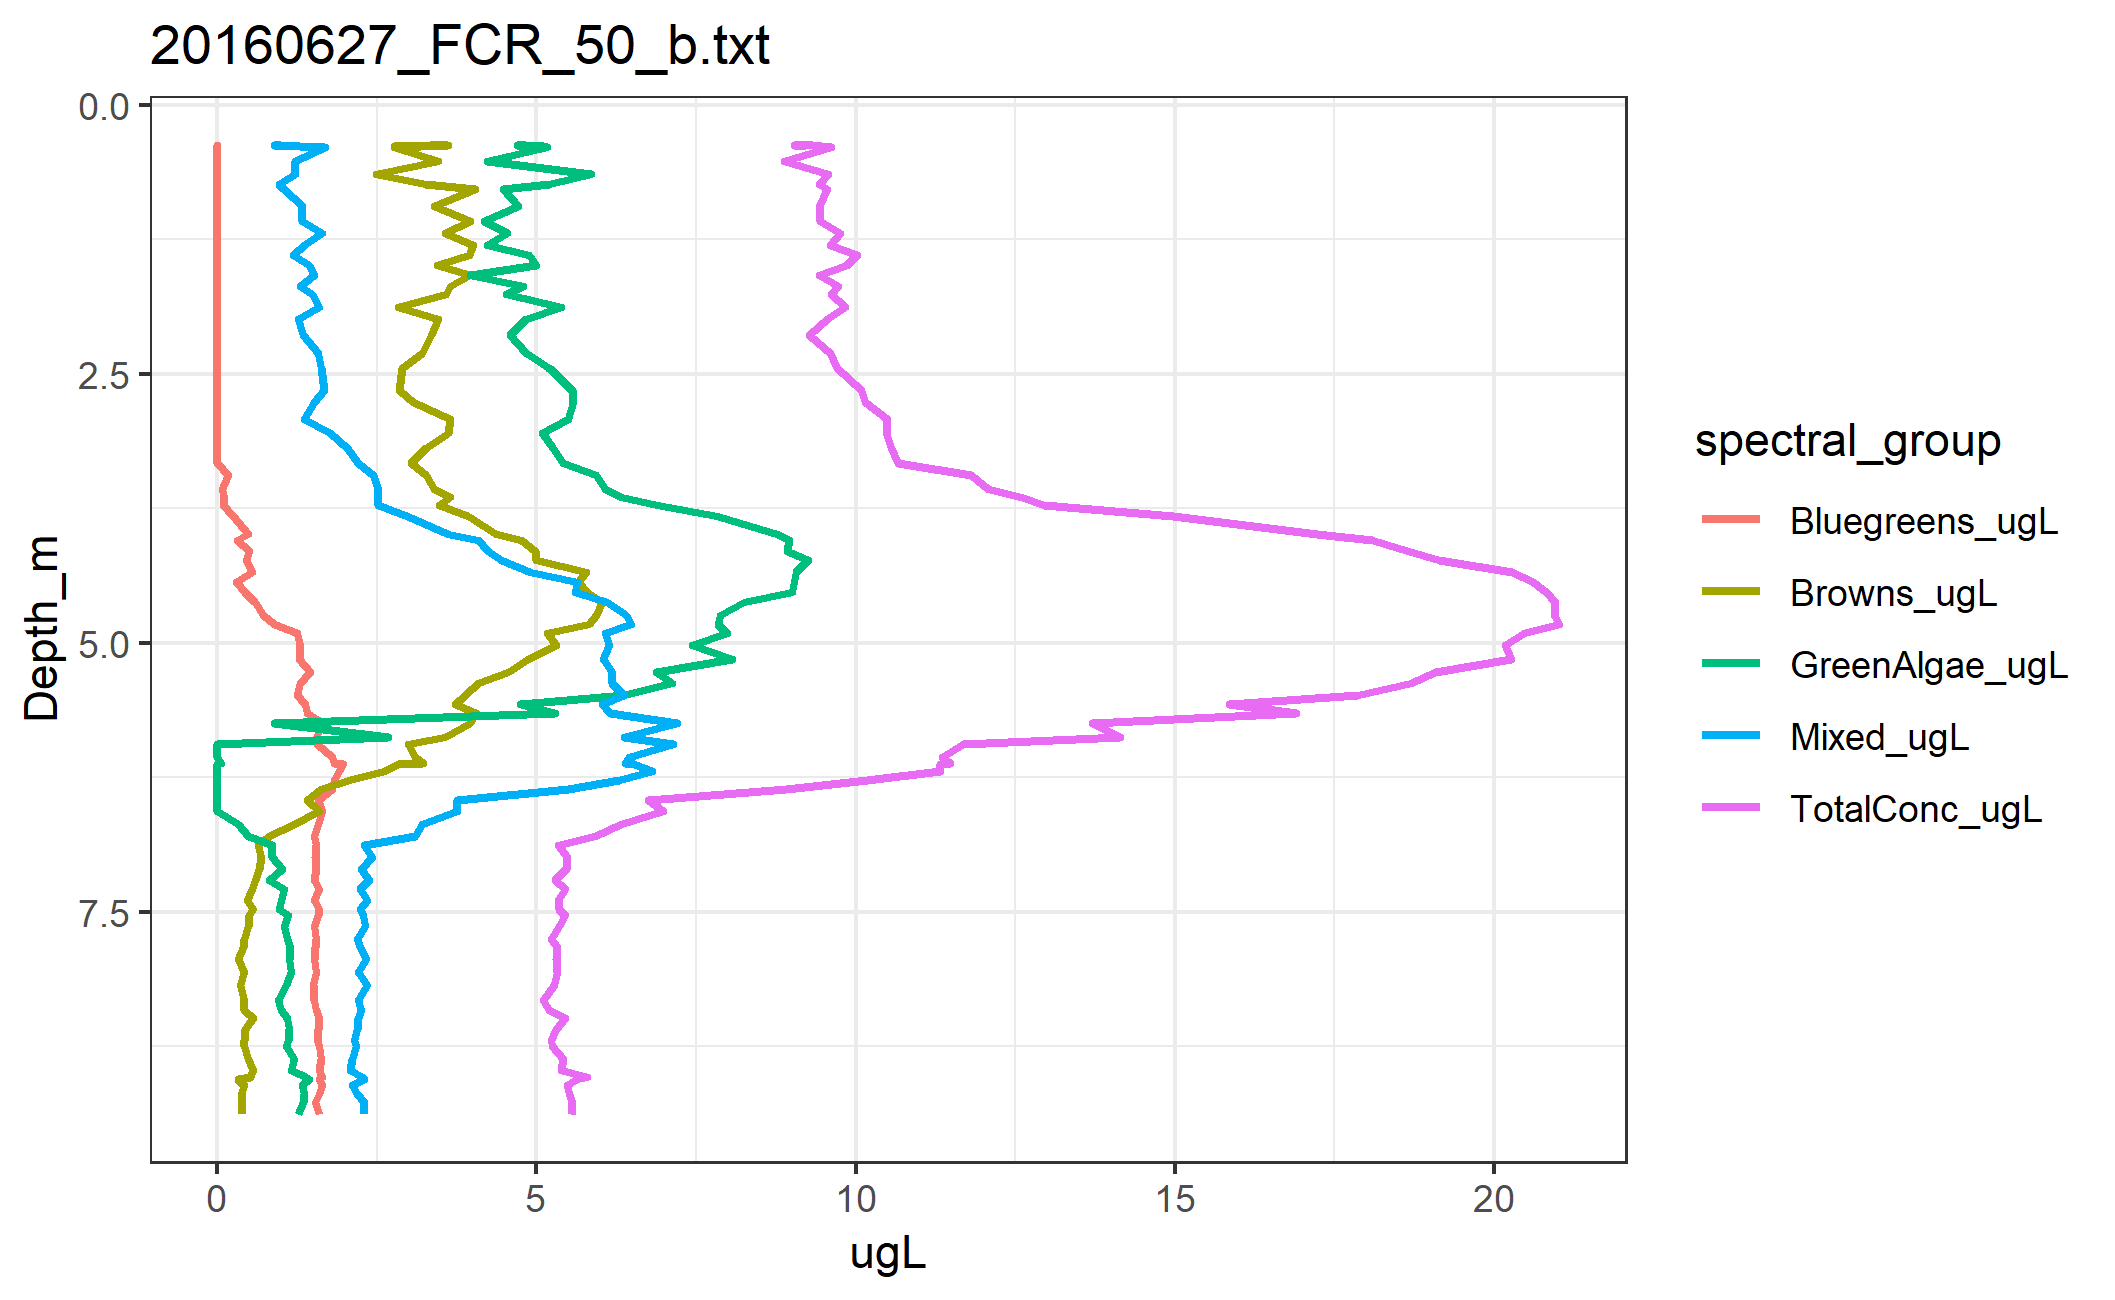 20160627_FCR_50_b.txt
0.0
2.5
5.0
7.5
Depth_m
0 5 10 15 20
ugL
spectral_group
Bluegreens_ugL
Browns_ugL
GreenAlgae_ugL
Mixed_ugL
TotalConc_ugL